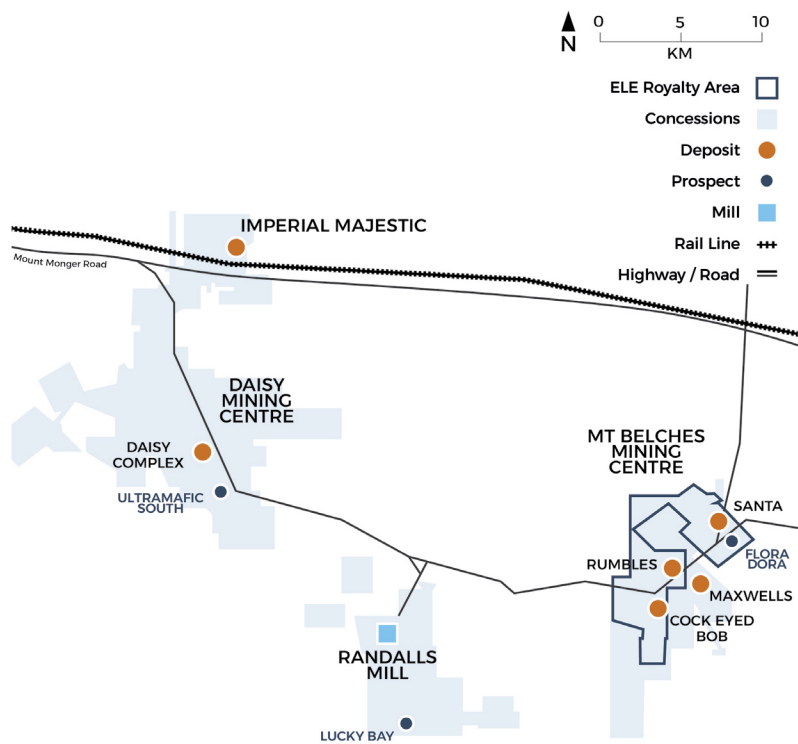 N
0 5 10
KM
ELE Royalty Area
Concessions
Deposit
Prospect
Mill
Rail Line
Highway / Road
IMPERIAL MAJESTIC
Mount Monger Road
DAISY
MINING
CENTRE
DAISY
COMPLEX
ULTRAMAFIC
SOUTH
MT BELCHES
MINING
CENTRE
SANTA
FLORA
DORA
RUMBLES
MAXWELLS
COCK EYED
BOB
RANDALLS
MILL
LUCKY BAY